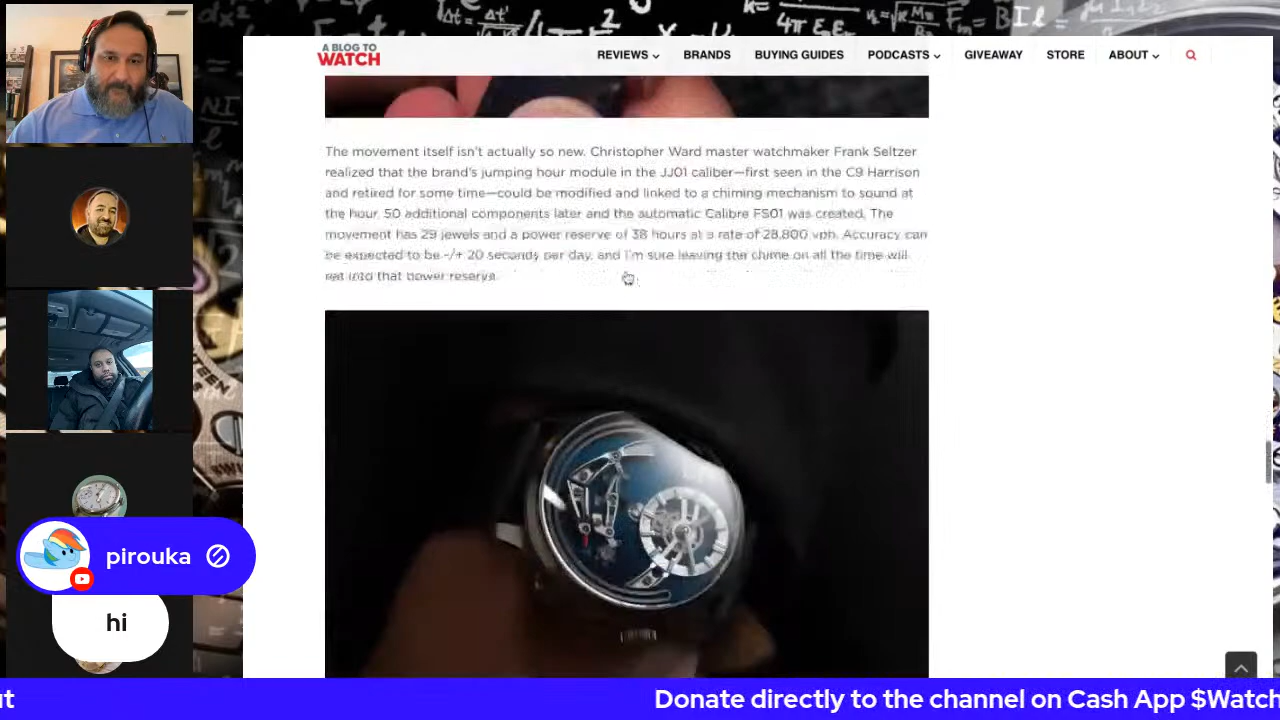 A BLOG TO
WATCH
REVIEWS
BRANDS
BUYING GUIDES
PODCASTS
GIVEAWAY
STORE
ABOUT
The movement itself isn't actually so new. Christopher Ward master watchmaker Frank Seltzer
realized that the brand's jumping hour module in the JJ01 caliber—first seen in the C9 Harrison
and retired for some time—could be modified and linked to a chiming mechanism to sound at
the hour. 50 additional components later and the automatic Calibre FS01 was created. The
movement has 29 jewels and a power reserve of 38 hours at a rate of 28,800 vph. Accuracy can
be expected to be -/+ 20 seconds per day, and I'm sure leaving the chime on all the time will
eat into that power reserve.
pirouka
hi
ut
Donate directly to the channel on Cash App $Watch